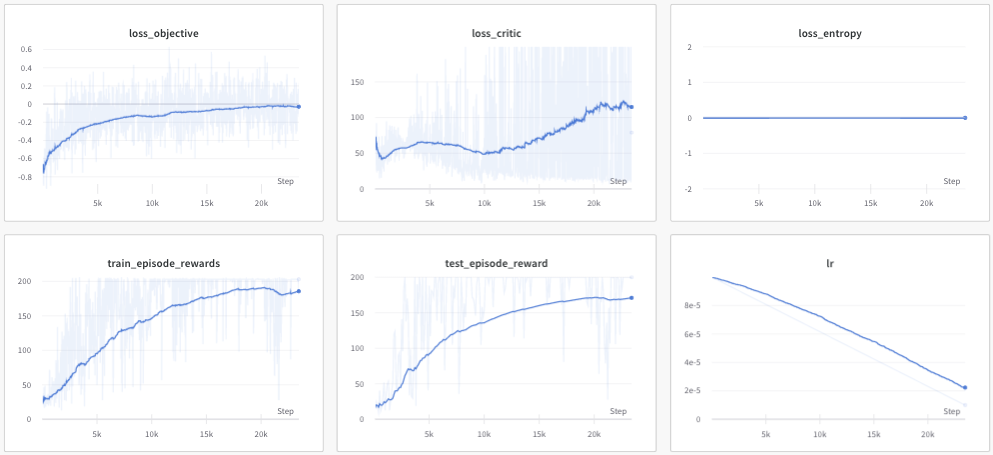 loss_objective
0.6
0.4
0.2
0
-0.2
-0.4
-0.6
-0.8
Step
5k 10k 15k 20k
loss_critic
150
100
50
0
Step
5k 10k 15k 20k
loss_entropy
2
1
0
-1
-2
Step
5k 10k 15k 20k
train_episode_rewards
200
150
100
50
0
Step
5k 10k 15k 20k
test_episode_reward
200
150
100
50
0
Step
5k 10k 15k 20k
lr
8e-5
6e-5
4e-5
2e-5
0
Step
5k 10k 15k 20k